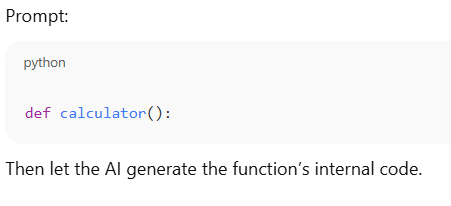 Prompt:
python
def calculator():
Then let the AI generate the function’s internal code.